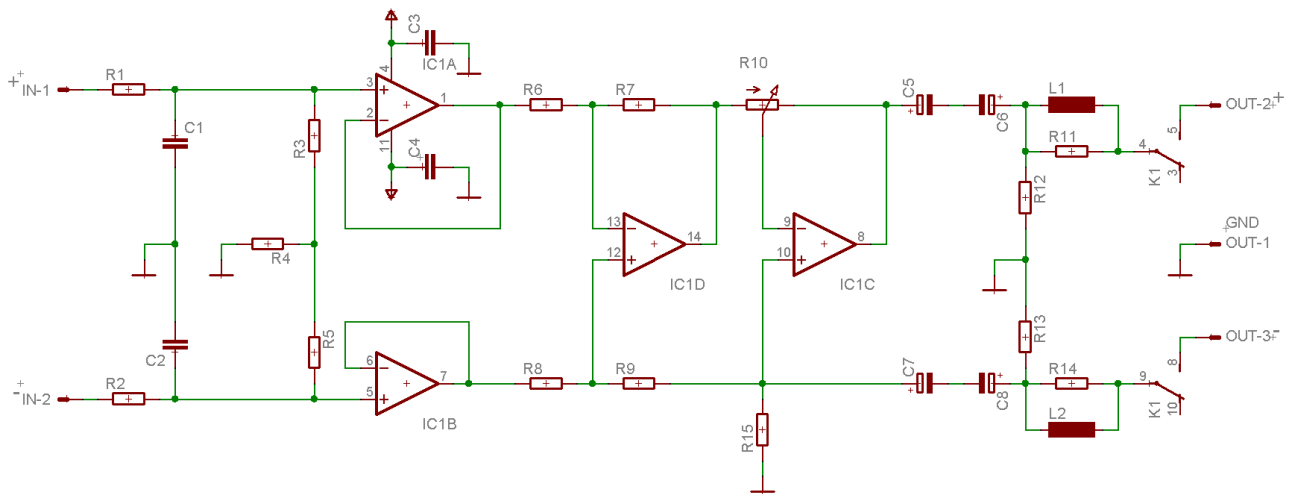 C3
IC1A
4
R1
+
IN-1
3
1
2
11
C4
C1
R3
R4
R5
C2
R2
-
IN-2
6
5
7
IC1B
R6
R7
R8
R9
13
12
14
IC1D
R10
9
10
8
IC1C
R15
C5
C6
C7
C8
L1
R11
R12
R13
R14
L2
4
5
3
K1
OUT-2
+
GND
OUT-1
OUT-3
-
8
9
10
K1